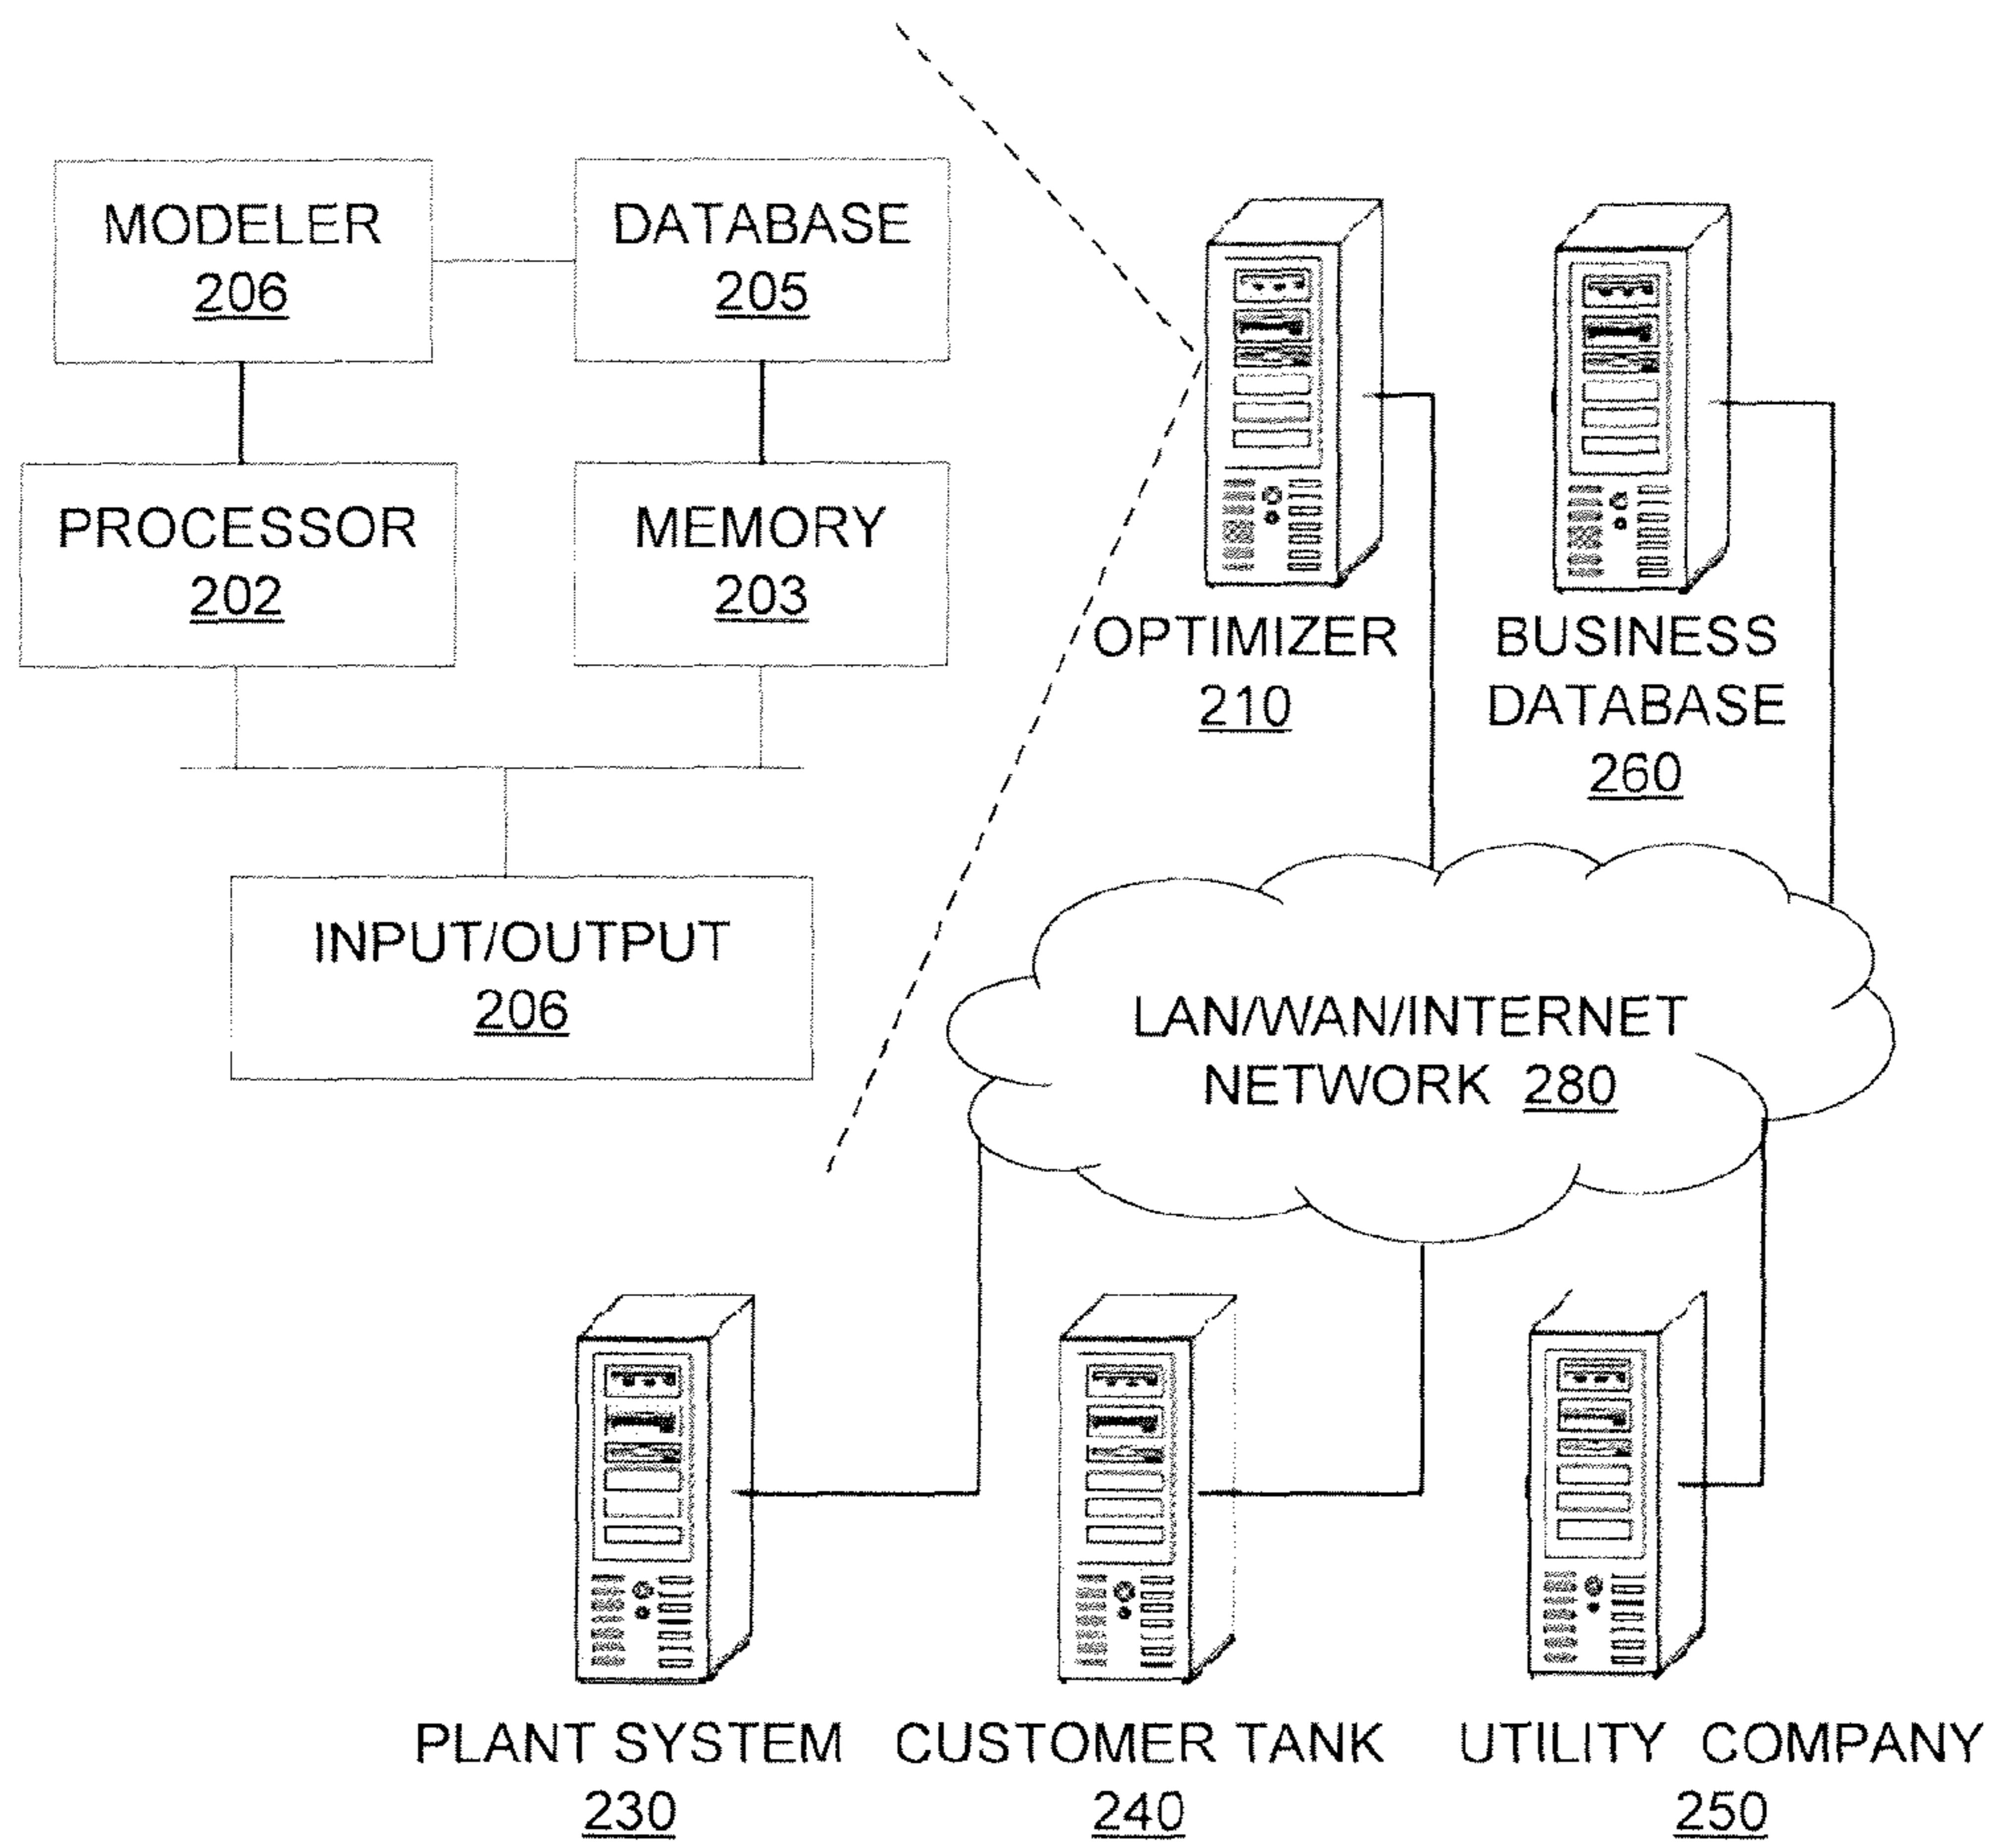 MODELER
206
DATABASE
205
PROCESSOR
202
MEMORY
203
INPUT/OUTPUT
206
OPTIMIZER
210
BUSINESS
DATABASE
260
LAN/WAN/INTERNET
NETWORK 280
PLANT SYSTEM
230
CUSTOMER TANK
240
UTILITY COMPANY
250